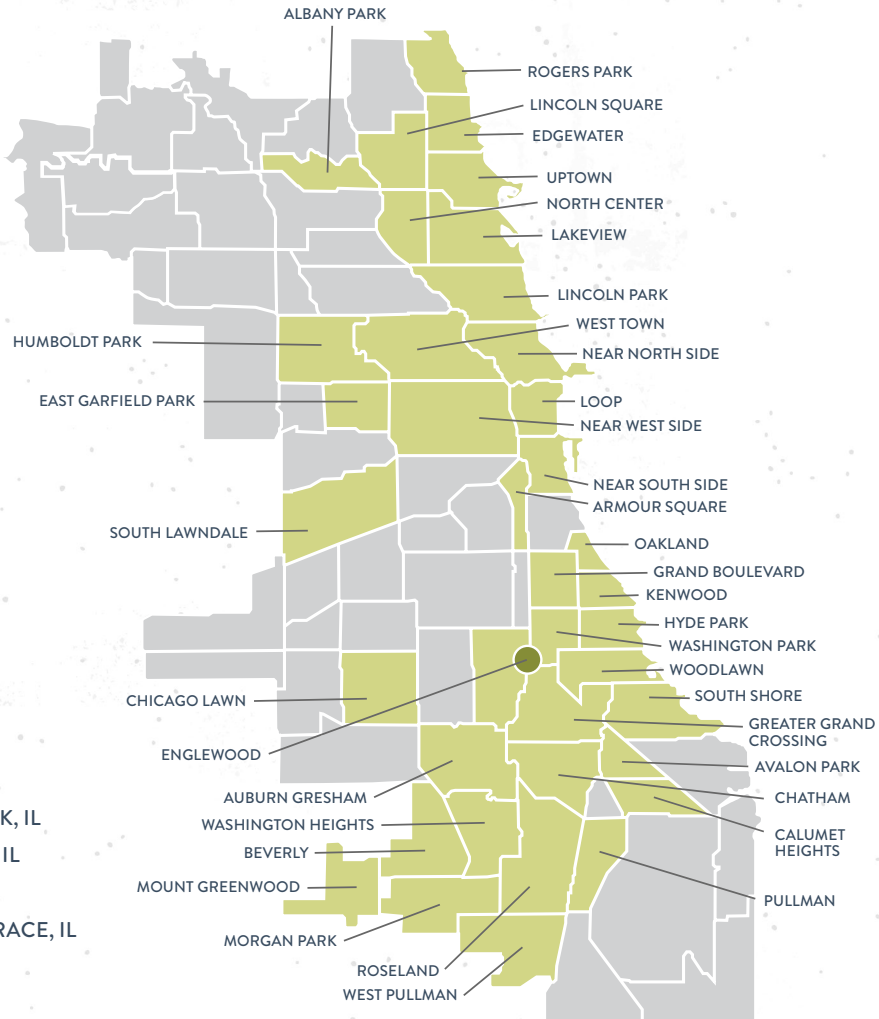 ALBANY PARK
ROGERS PARK
LINCOLN SQUARE
EDGEWATER
UPTOWN
NORTH CENTER
LAKEVIEW
LINCOLN PARK
WEST TOWN
HUMBOLDT PARK
NEAR NORTH SIDE
EAST GARFIELD PARK
LOOP
NEAR WEST SIDE
NEAR SOUTH SIDE
ARMOUR SQUARE
SOUTH LAWNDALE
OAKLAND
GRAND BOULEVARD
KENWOOD
HYDE PARK
WASHINGTON PARK
WOODLAWN
SOUTH SHORE
CHICAGO LAWN
GREATER GRAND
CROSSING
ENGLEWOOD
AVALON PARK
AUBURN GRESHAM
CHATHAM
K, IL
WASHINGTON HEIGHTS
CALUMET
HEIGHTS
BEVERLY
IL
MOUNT GREENWOOD
PULLMAN
RACE, IL
MORGAN PARK
ROSELAND
WEST PULLMAN